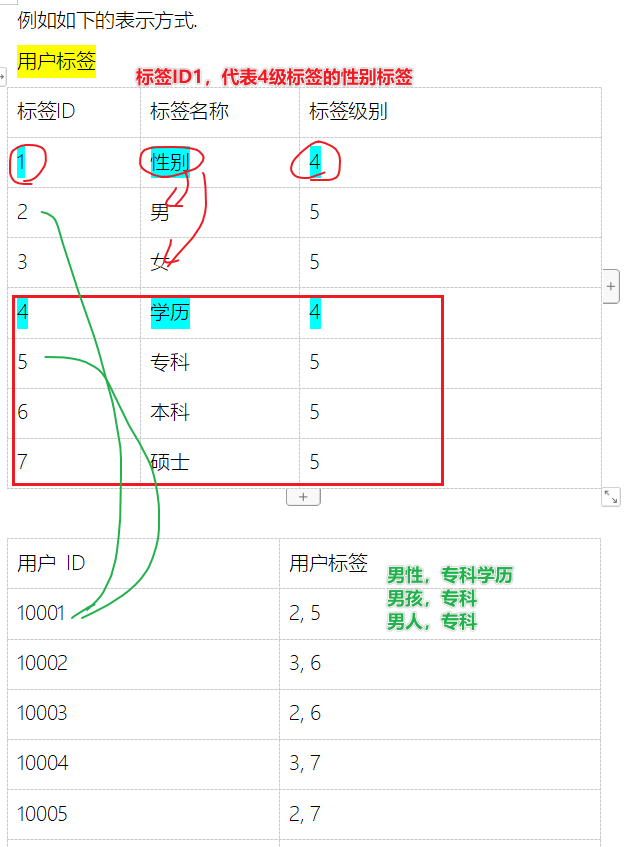 例如如下的表示方式.
用户标签
标签ID1，代表4级标签的性别标签
标签ID 标签名称 标签级别
1 性别 4
2 男 5
3 女 5
4 学历 4
5 专科 5
6 本科 5
7 硕士 5
用户 ID 用户标签
男性，专科学历
男孩，专科
10001 2, 5
男人，专科
10002 3, 6
10003 2, 6
10004 3, 7
10005 2, 7